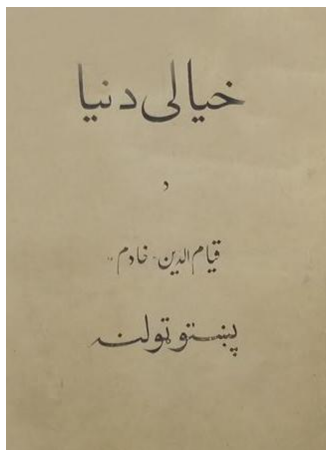 خیالی دنیا
د
قیام الدین «خادم»
پښتو ټولنه